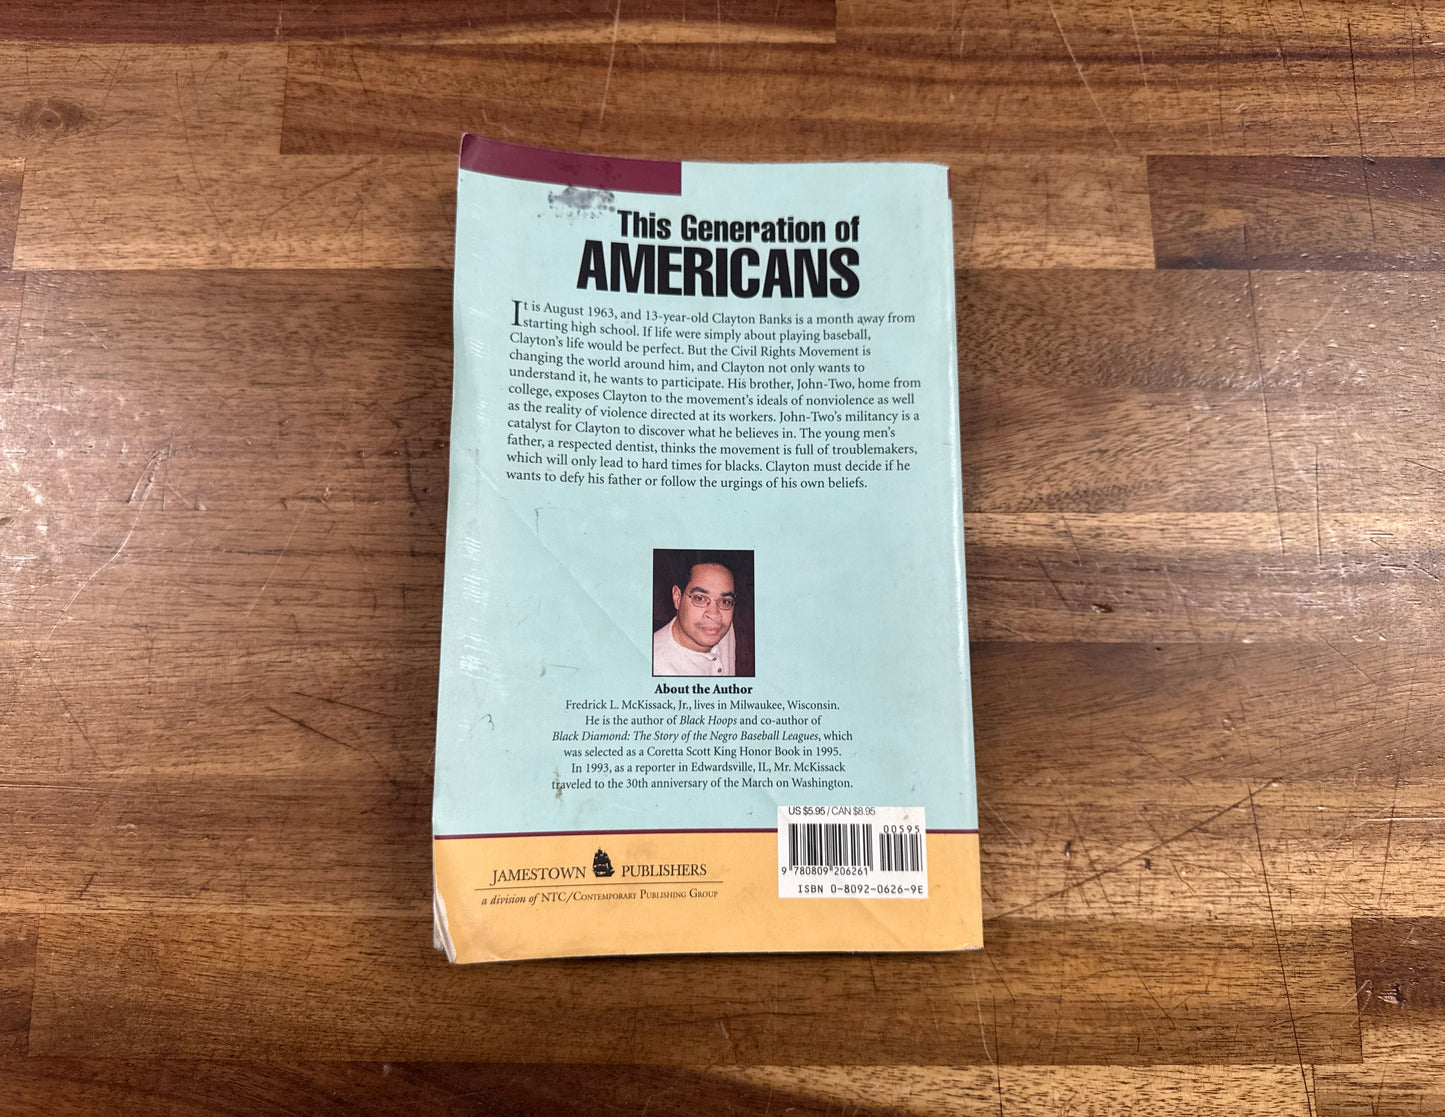 This Generation of
AMERICANS
It is August 1963, and 13-year-old Clayton Banks is a month away from
starting high school. If life were simply about playing baseball,
Clayton's life would be perfect. But the Civil Rights Movement is
changing the world around him, and Clayton not only wants to
understand it, he wants to participate. His brother, John-Two, home from
college, exposes Clayton to the movement's ideals of nonviolence as well
as the reality of violence directed at its workers. John-Two's militancy is a
catalyst for Clayton to discover what he believes in. The young men's
father, a respected dentist, thinks the movement is full of troublemakers,
which will only lead to hard times for blacks. Clayton must decide if he
wants to defy his father or follow the urgings of his own beliefs.
About the Author
Fredrick L. McKissack, Jr., lives in Milwaukee, Wisconsin.
He is the author of Black Hoops and co-author of
Black Diamond: The Story of the Negro Baseball Leagues, which
was selected as a Coretta Scott King Honor Book in 1995.
In 1993, as a reporter in Edwardsville, IL, Mr. McKissack
traveled to the 30th anniversary of the March on Washington.
US $5.95 / CAN $8.95
00595
9 780809 206261
ISBN 0-8092-0626-9E
JAMESTOWN PUBLISHERS
a division of NTC/CONTEMPORARY PUBLISHING GROUP